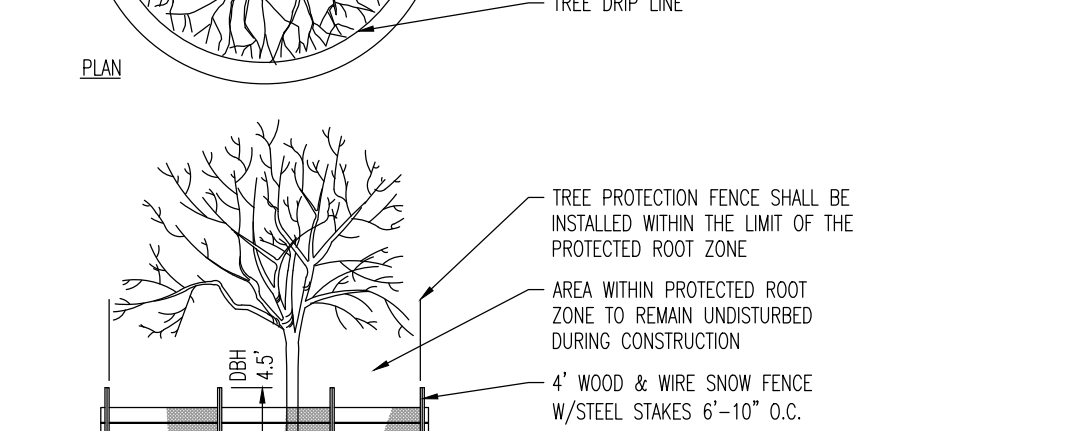 TREE DRIP LINE
PLAN
TREE PROTECTION FENCE SHALL BE
INSTALLED WITHIN THE LIMIT OF THE
PROTECTED ROOT ZONE
AREA WITHIN PROTECTED ROOT
ZONE TO REMAIN UNDISTURBED
DURING CONSTRUCTION
DBH
4.5'
4' WOOD & WIRE SNOW FENCE
W/STEEL STAKES 6'-10" O.C.